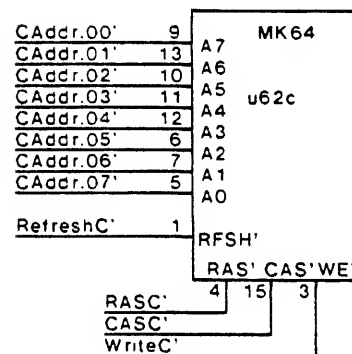 CAddr.00' 9 A7 MK64
CAddr.01' 13 A6
CAddr.02' 10 A5 u62c
CAddr.03' 11 A4
CAddr.04' 12 A3
CAddr.05' 6 A2
CAddr.06' 7 A1
CAddr.07' 5 A0
RefreshC' 1 RFSH'
RAS' CAS' WE'
RASC' 4 15 3
CASC'
WriteC'